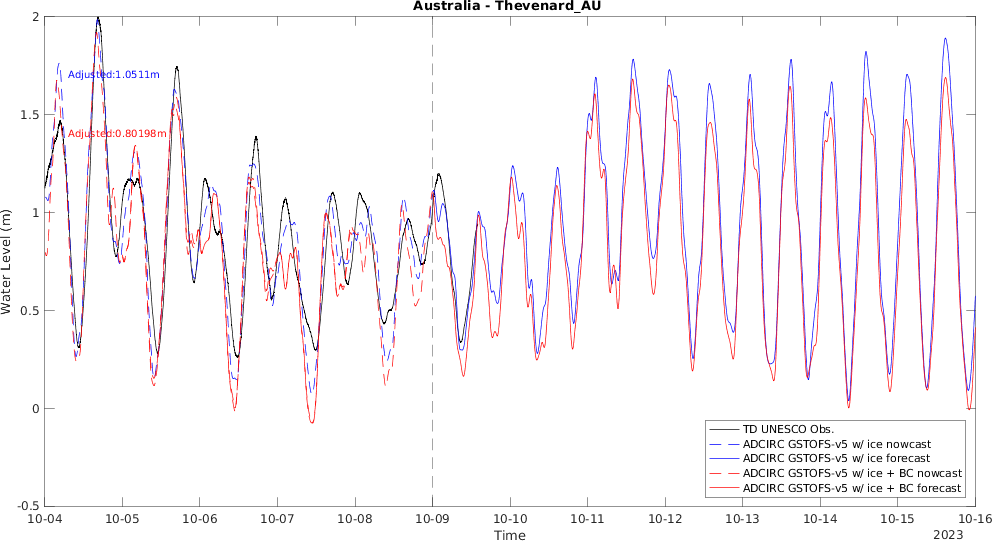 Australia - Thevenard_AU
Water Level (m)
2
1.5
1
0.5
0
-0.5
Adjusted:1.0511m
Adjusted:0.80198m
TD UNESCO Obs.
ADCIRC GSTOFS-v5 w/ ice nowcast
ADCIRC GSTOFS-v5 w/ ice forecast
ADCIRC GSTOFS-v5 w/ ice + BC nowcast
ADCIRC GSTOFS-v5 w/ ice + BC forecast
10-04 10-05 10-06 10-07 10-08 10-09 10-10 10-11 10-12 10-13 10-14 10-15 10-16
Time
2023